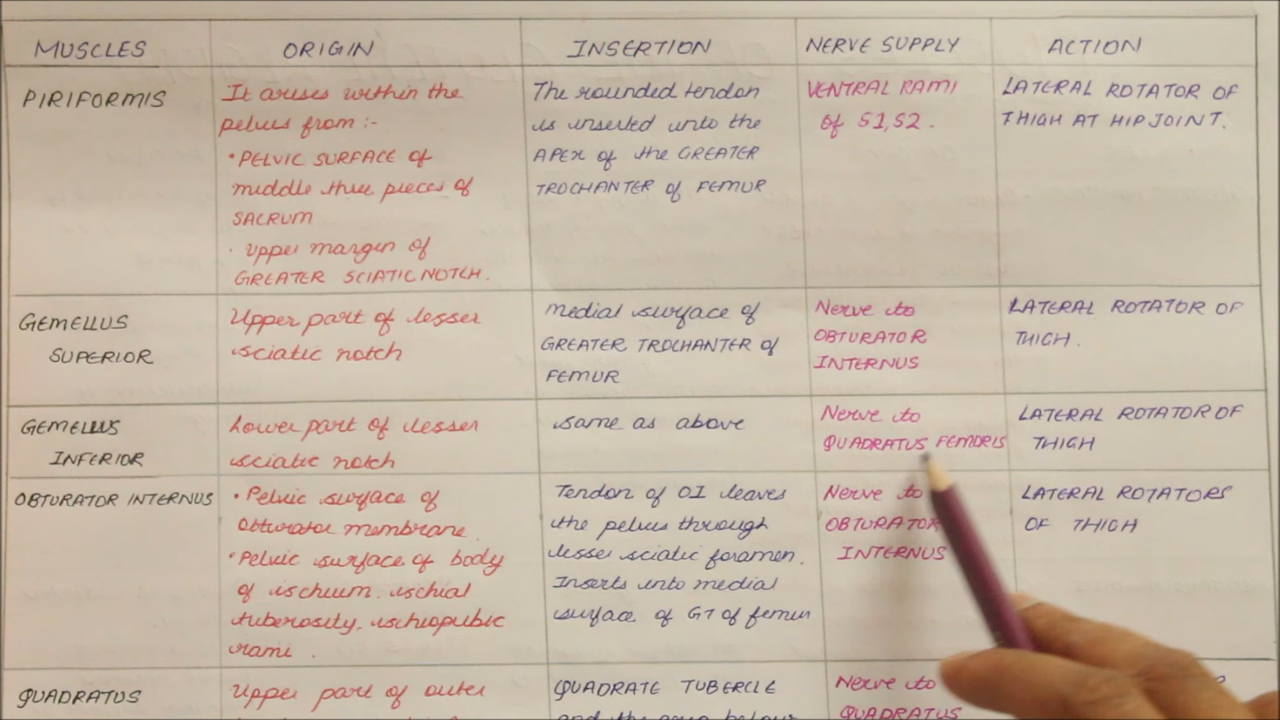 MUSCLES ORIGIN INSERTION NERVE SUPPLY ACTION
PIRIFORMIS
It arises within the
pelvis from :-
• PELVIC SURFACE of
middle three pieces of
SACRUM
• Upper margin of
GREATER SCIATIC NOTCH.
The rounded tendon
is inserted into the
APEX of the GREATER
TROCHANTER of FEMUR
VENTRAL RAMI
of S1, S2.
LATERAL ROTATOR OF
THIGH AT HIP JOINT.
GEMELLUS
SUPERIOR
Upper part of lesser
sciatic notch
Medial surface of
GREATER TROCHANTER of
FEMUR
Nerve to
OBTURATOR
INTERNUS
LATERAL ROTATOR OF
THIGH.
GEMELLUS
INFERIOR
Lower part of lesser
sciatic notch
Same as above
Nerve to
QUADRATUS FEMORIS
LATERAL ROTATOR OF
THIGH
OBTURATOR INTERNUS
• Pelvic surface of
obturator membrane.
• Pelvic surface of body
of ischium. ischial
tuberosity, ischiopubic
rami.
Tendon of OI leaves
the pelvis through
lesser sciatic foramen.
Inserts into medial
surface of GT of femur
Nerve to
OBTURATOR
INTERNUS
LATERAL ROTATORS
OF THIGH
QUADRATUS
Upper part of outer
QUADRATE TUBERCLE
and the area below
Nerve to
QUADRATUS